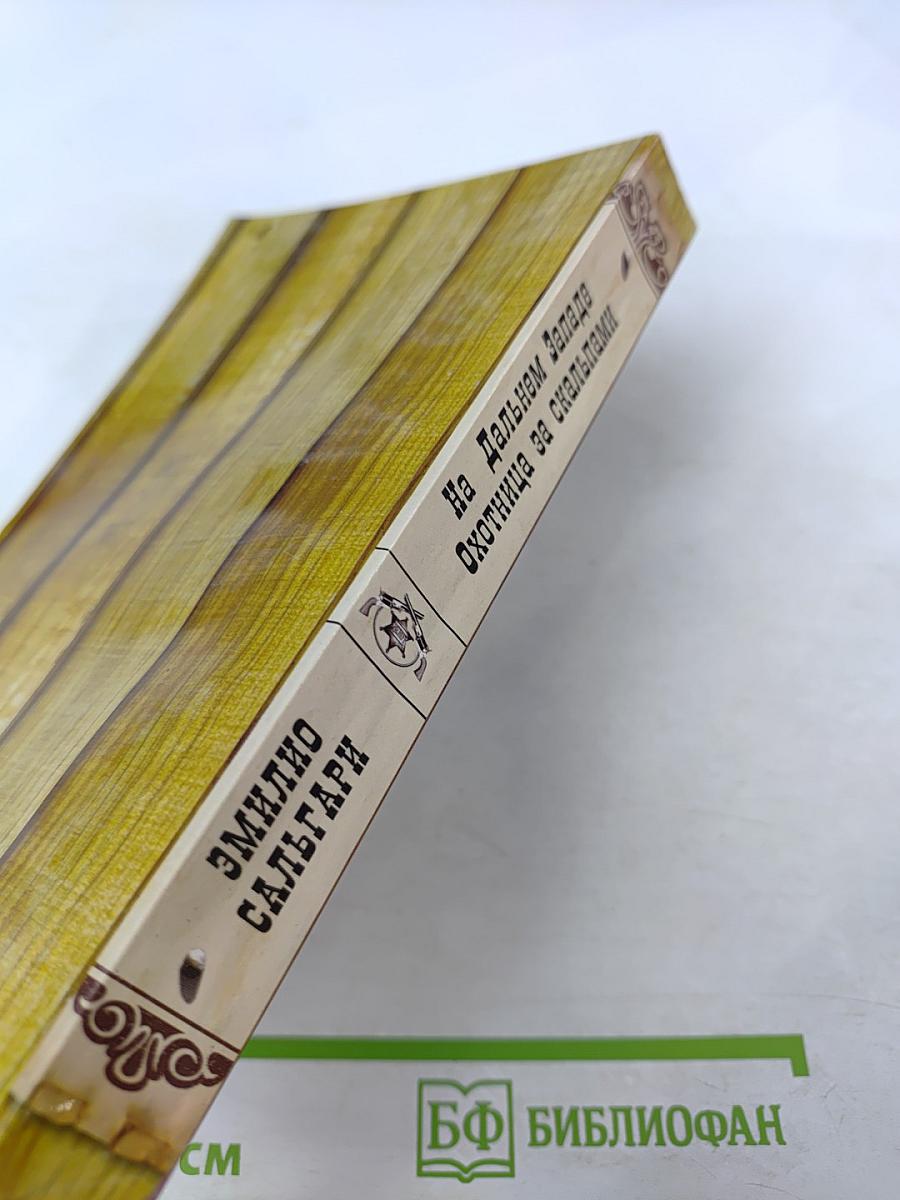 На Дальнем Западе
Охотница за скальпами
ЭМИЛИО
САЛЬГАРИ
СМ
БФ БИБЛИОФАН